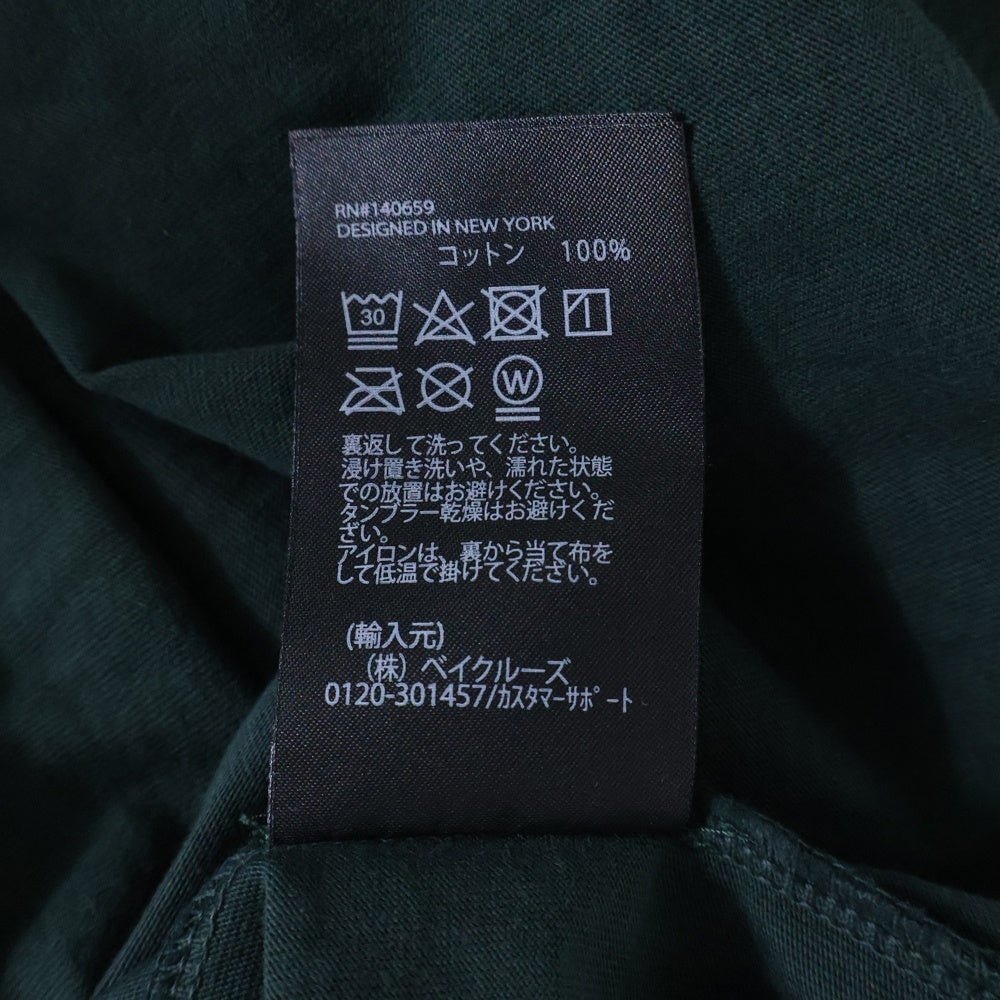 RN#140659
DESIGNED IN NEW YORK
コットン 100%
30
W
裏返して洗ってください。
浸け置き洗いや、濡れた状態
での放置はお避けください。
タンブラー乾燥はお避けくだ
ざい。
アイロンは、裏から当て布を
して低温で掛けてください。
(輸入元)
(株) ベイクルーズ
0120-301457/カスタマーサポート